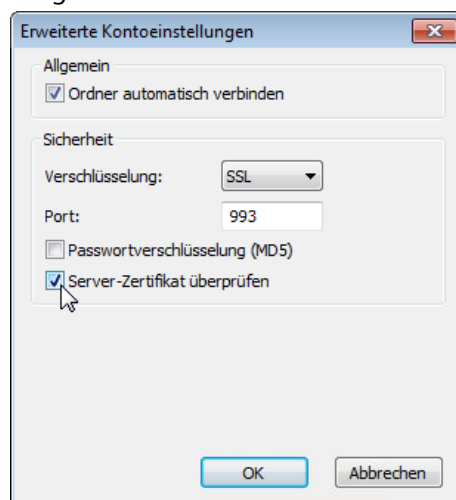 Erweiterte Kontoeinstellungen
Allgemein
Ordner automatisch verbinden
Sicherheit
Verschlüsselung: SSL
Port: 993
Passwortverschlüsselung (MD5)
Server-Zertifikat überprüfen
OK Abbrechen